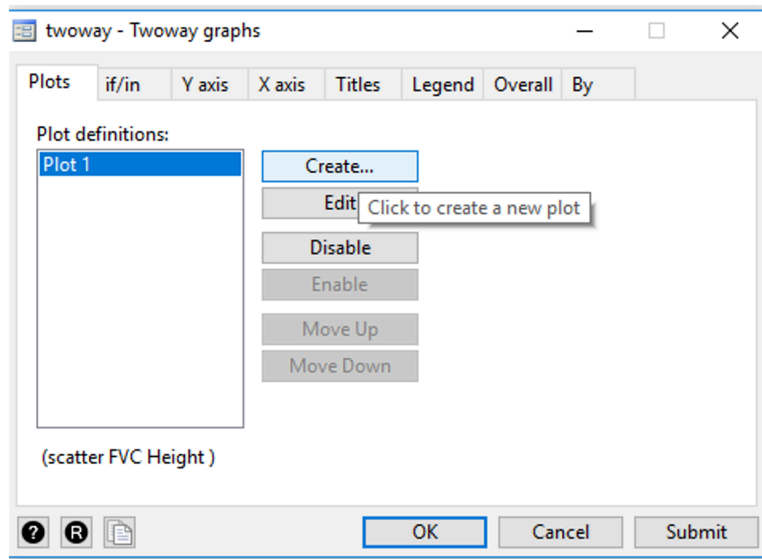 twoway - Twoway graphs
Plots if/in Y axis X axis Titles Legend Overall By
Plot definitions:
Plot 1
Create...
Edit
Click to create a new plot
Disable
Enable
Move Up
Move Down
(scatter FVC Height )
? R OK Cancel Submit